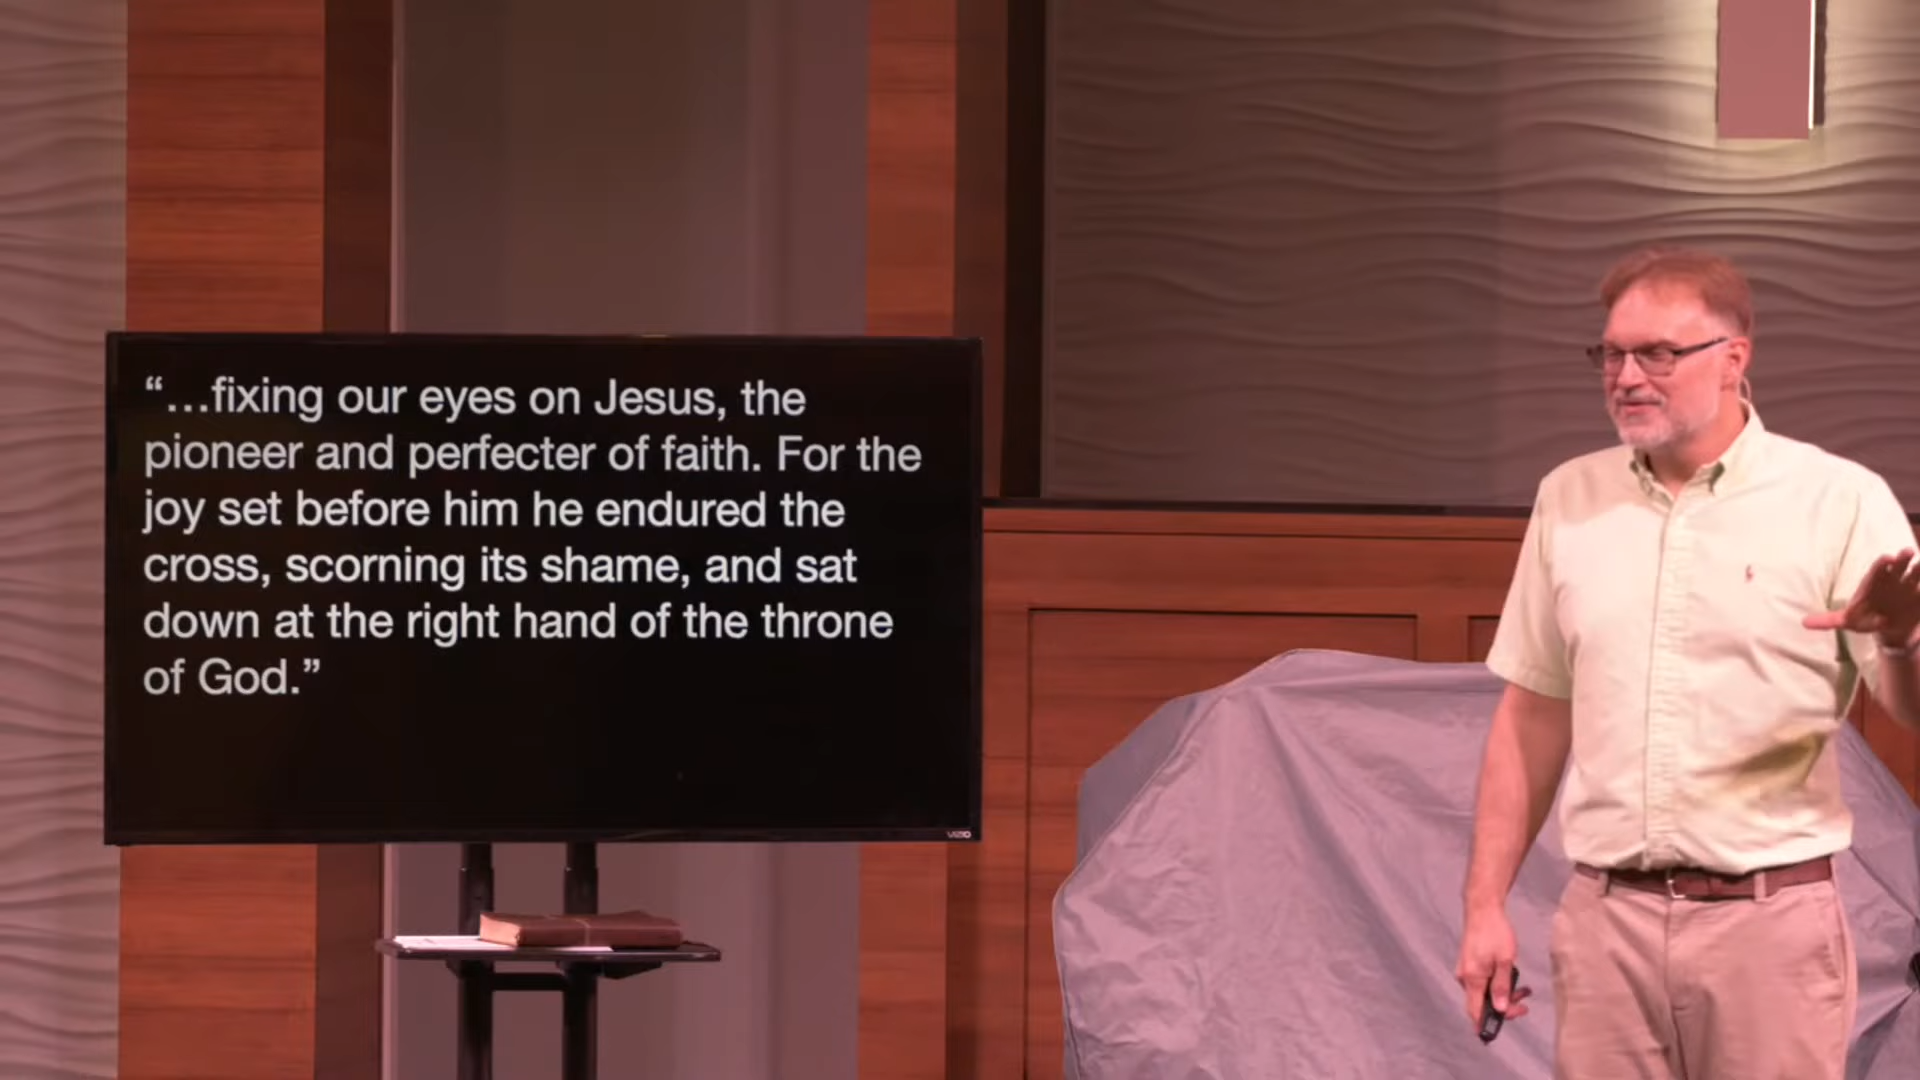 “…fixing our eyes on Jesus, the
pioneer and perfecter of faith. For the
joy set before him he endured the
cross, scorning its shame, and sat
down at the right hand of the throne
of God.”
VIZIO